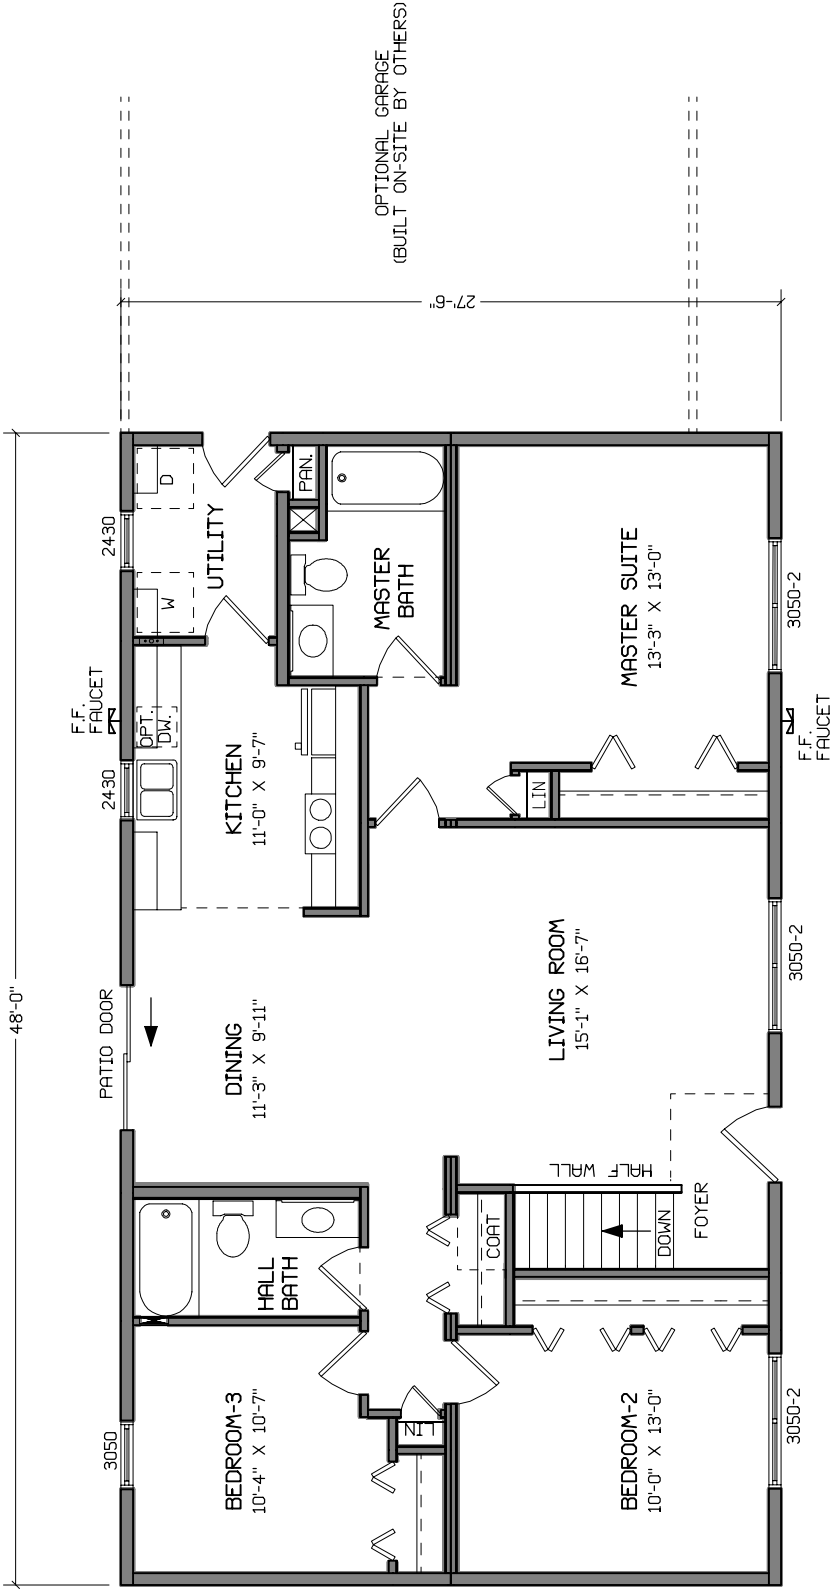 OPTIONAL GARAGE
(BUILT ON-SITE BY OTHERS)
27'-6"
48'-0"
2430
UTILITY
D
W
PAN.
MASTER
BATH
MASTER SUITE
13'-3" X 13'-0"
3050-2
F.F.
FAUCET
OPT.
DW.
2430
KITCHEN
11'-0" X 9'-7"
LIN
F.F.
FAUCET
PATIO DOOR
DINING
11'-3" X 9'-11"
LIVING ROOM
15'-1" X 16'-7"
3050-2
HALF WALL
DOWN
FOYER
COAT
HALL
BATH
3050
BEDROOM-3
10'-4" X 10'-7"
LIN
BEDROOM-2
10'-0" X 13'-0"
3050-2